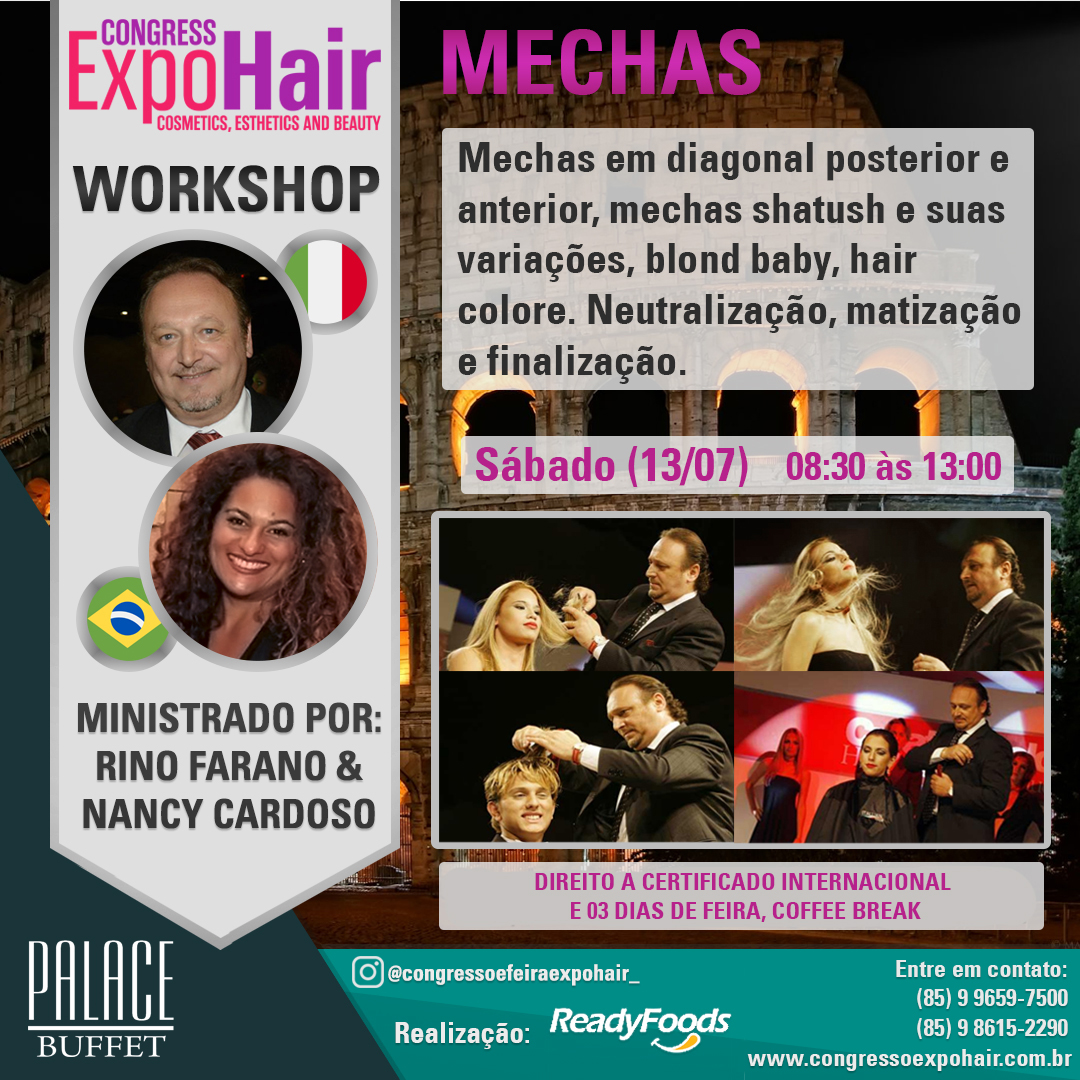 CONGRESS
ExpoHair
COSMETICS, ESTHETICS AND BEAUTY
WORKSHOP
MINISTRADO POR:
RINO FARANO &
NANCY CARDOSO
MECHAS
Mechas em diagonal posterior e
anterior, mechas shatush e suas
variações, blond baby, hair
colore. Neutralização, matização
e finalização.
Sábado (13/07) 08:30 às 13:00
DIREITO A CERTIFICADO INTERNACIONAL
E 03 DIAS DE FEIRA, COFFEE BREAK
PALACE
BUFFET
@congressoefeiraexpohair_
Realização: ReadyFoods
Entre em contato:
(85) 9 9659-7500
(85) 9 8615-2290
www.congressoexpohair.com.br